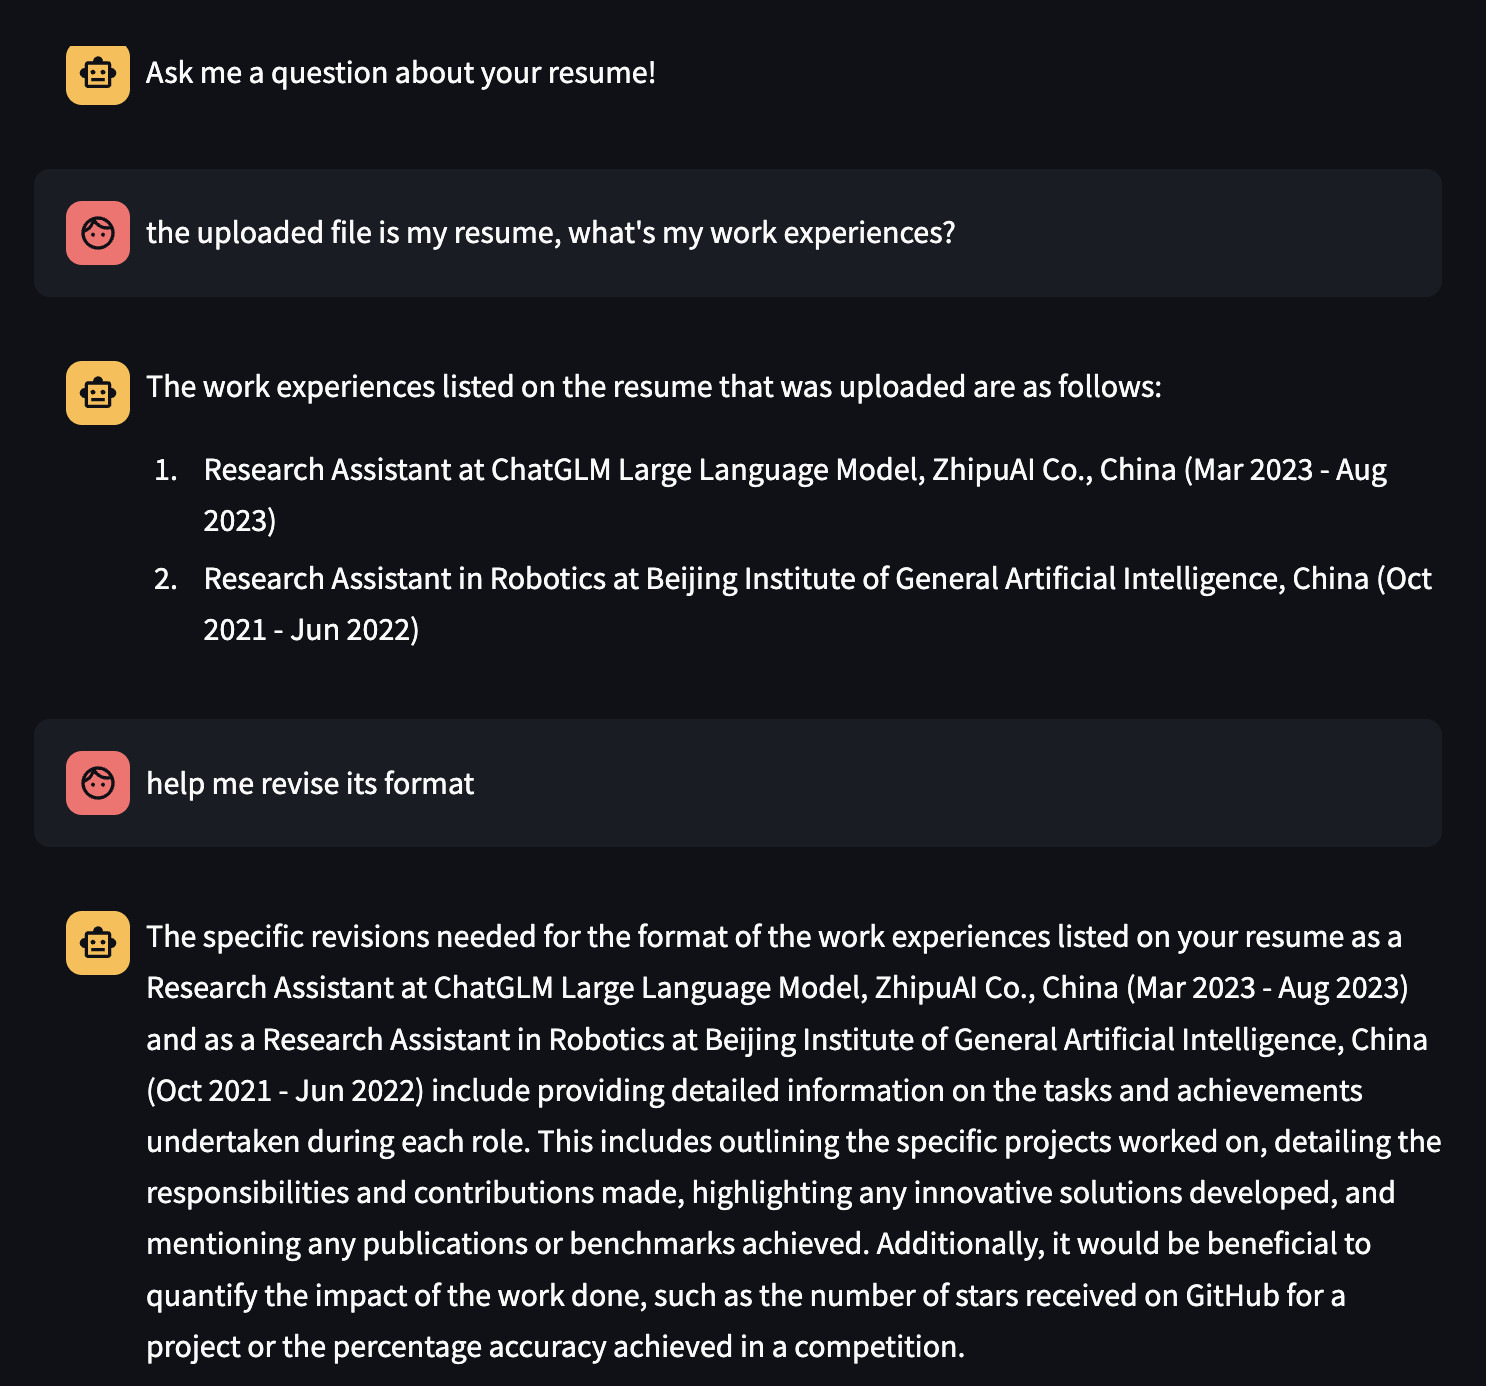 Ask me a question about your resume!
the uploaded file is my resume, what's my work experiences?
The work experiences listed on the resume that was uploaded are as follows:
1. Research Assistant at ChatGLM Large Language Model, ZhipuAI Co., China (Mar 2023 - Aug
2023)
2. Research Assistant in Robotics at Beijing Institute of General Artificial Intelligence, China (Oct
2021 - Jun 2022)
help me revise its format
The specific revisions needed for the format of the work experiences listed on your resume as a
Research Assistant at ChatGLM Large Language Model, ZhipuAI Co., China (Mar 2023 - Aug 2023)
and as a Research Assistant in Robotics at Beijing Institute of General Artificial Intelligence, China
(Oct 2021 - Jun 2022) include providing detailed information on the tasks and achievements
undertaken during each role. This includes outlining the specific projects worked on, detailing the
responsibilities and contributions made, highlighting any innovative solutions developed, and
mentioning any publications or benchmarks achieved. Additionally, it would be beneficial to
quantify the impact of the work done, such as the number of stars received on GitHub for a
project or the percentage accuracy achieved in a competition.